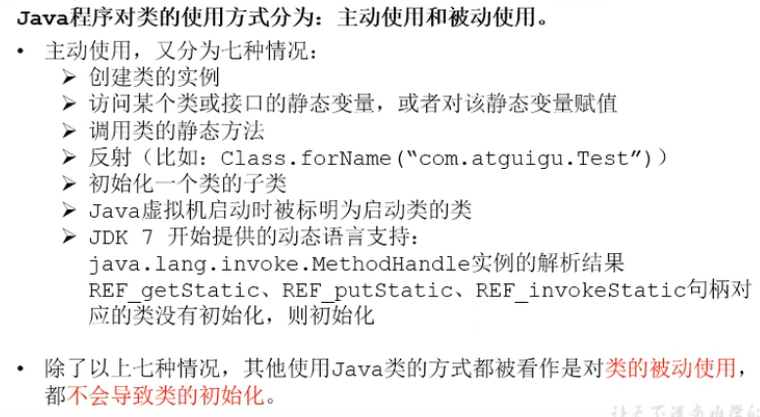 Java程序对类的使用方式分为：主动使用和被动使用。
• 主动使用，又分为七种情况：
➢ 创建类的实例
➢ 访问某个类或接口的静态变量，或者对该静态变量赋值
➢ 调用类的静态方法
➢ 反射（比如：Class.forName(“com.atguigu.Test”)）
➢ 初始化一个类的子类
➢ Java虚拟机启动时被标明为启动类的类
➢ JDK 7 开始提供的动态语言支持：
java.lang.invoke.MethodHandle实例的解析结果
REF_getStatic、REF_putStatic、REF_invokeStatic句柄对
应的类没有初始化，则初始化
• 除了以上七种情况，其他使用Java类的方式都被看作是对类的被动使用，
都不会导致类的初始化。